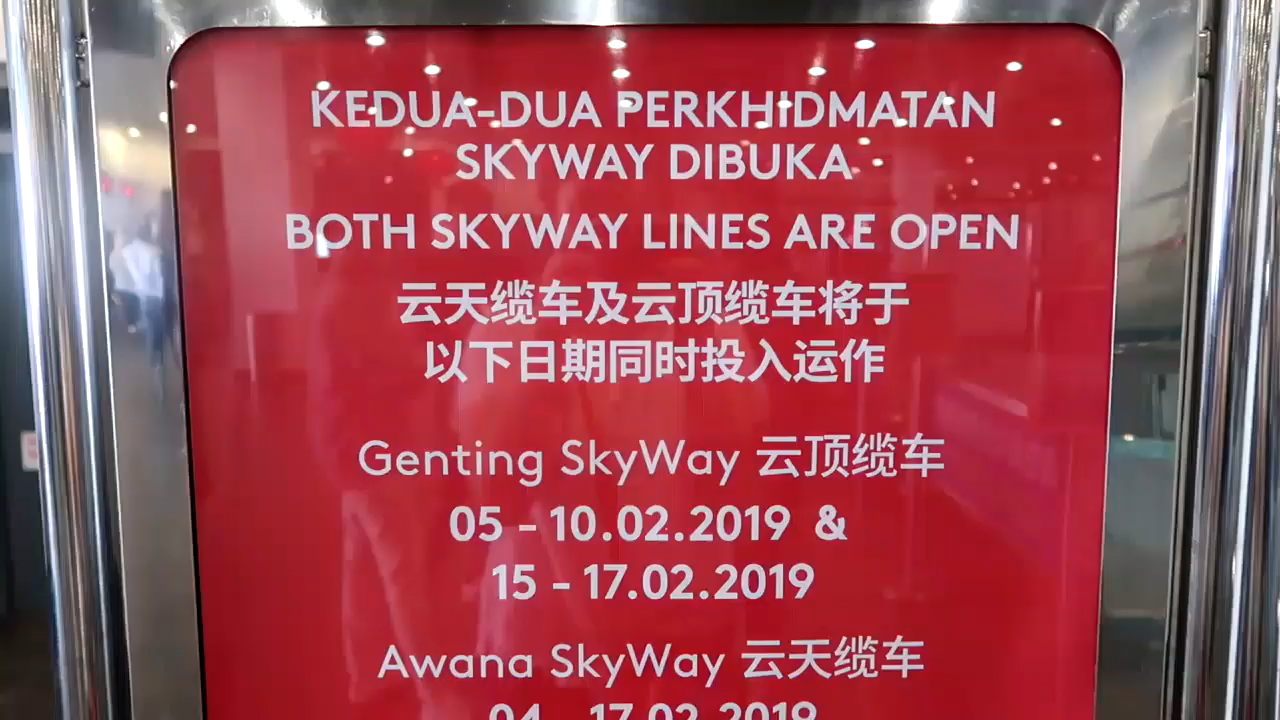 KEDUA-DUA PERKHIDMATAN
SKYWAY DIBUKA
BOTH SKYWAY LINES ARE OPEN
云天缆车及云顶缆车将于
以下日期同时投入运作
Genting SkyWay 云顶缆车
05 - 10.02.2019 &
15 - 17.02.2019
Awana SkyWay 云天缆车
04 - 17.02.2019